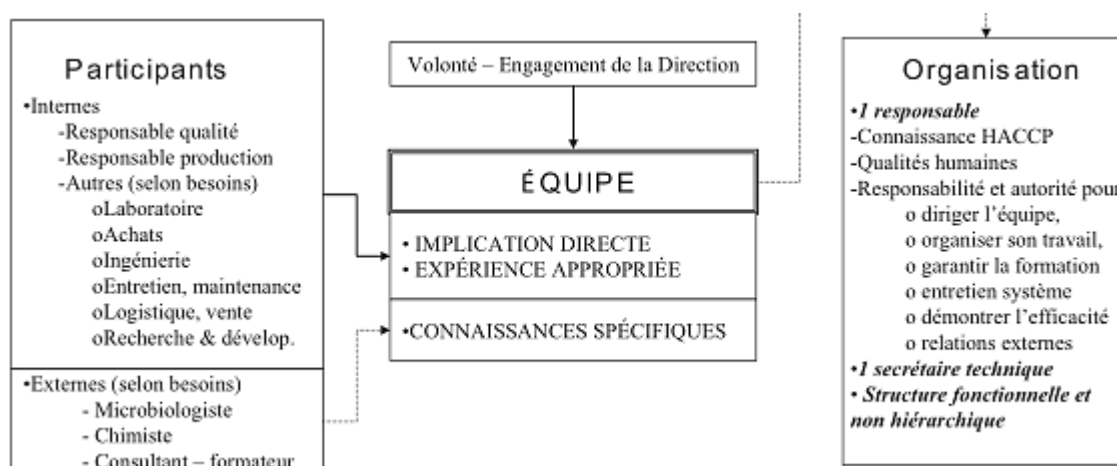 Participants
•Internes
-Responsable qualité
-Responsable production
-Autres (selon besoins)
oLaboratoire
oAchats
oIngénierie
oEntretien, maintenance
oLogistique, vente
oRecherche & dévelop.
•Externes (selon besoins)
- Microbiologiste
- Chimiste
- Consultant – formateur
Volonté – Engagement de la Direction
ÉQUIPE
• IMPLICATION DIRECTE
• EXPÉRIENCE APPROPRIÉE
•CONNAISSANCES SPÉCIFIQUES
Organisation
•1 responsable
-Connaissance HACCP
-Qualités humaines
-Responsabilité et autorité pour
o diriger l'équipe,
o organiser son travail,
o garantir la formation
o entretien système
o démontrer l'efficacité
o relations externes
•1 secrétaire technique
• Structure fonctionnelle et
non hiérarchique